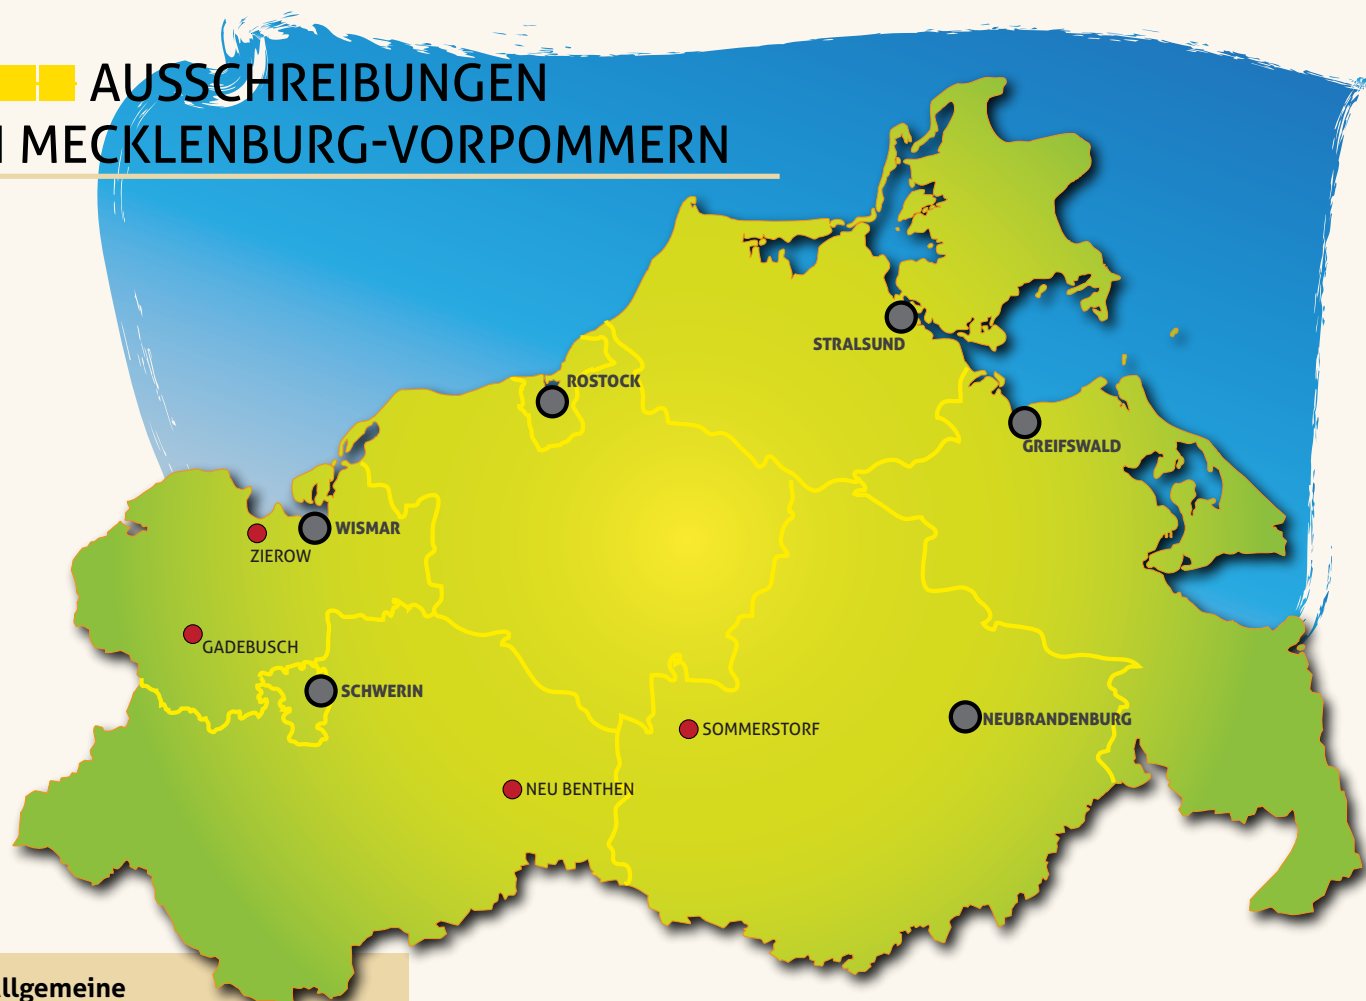 AUSSCHREIBUNGEN
MECKLENBURG-VORPOMMERN
STRALSUND
ROSTOCK
GREIFSWALD
WISMAR
ZIEROW
GADEBUSCH
SCHWERIN
NEUBRANDENBURG
SOMMERSTORF
NEU BENTHEN
llgemeine